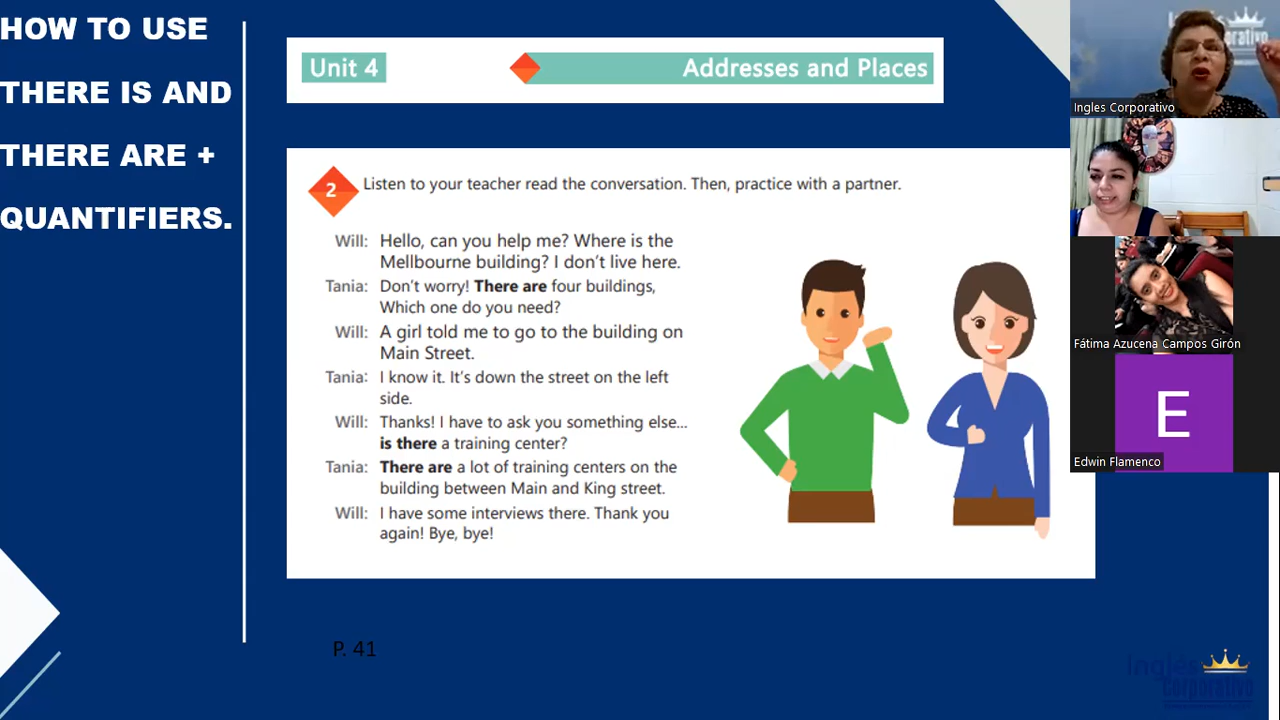 HOW TO USE
THERE IS AND
THERE ARE +
QUANTIFIERS.
Unit 4
Addresses and Places
2
Listen to your teacher read the conversation. Then, practice with a partner.
Will: Hello, can you help me? Where is the
Mellbourne building? I don't live here.
Tania: Don't worry! There are four buildings,
Which one do you need?
Will: A girl told me to go to the building on
Main Street.
Tania: I know it. It's down the street on the left
side.
Will: Thanks! I have to ask you something else...
is there a training center?
Tania: There are a lot of training centers on the
building between Main and King street.
Will: I have some interviews there. Thank you
again! Bye, bye!
P. 41
Ingles Corporativo
Fátima Azucena Campos Girón
E
Edwin Flamenco
Inglés
Corporativo